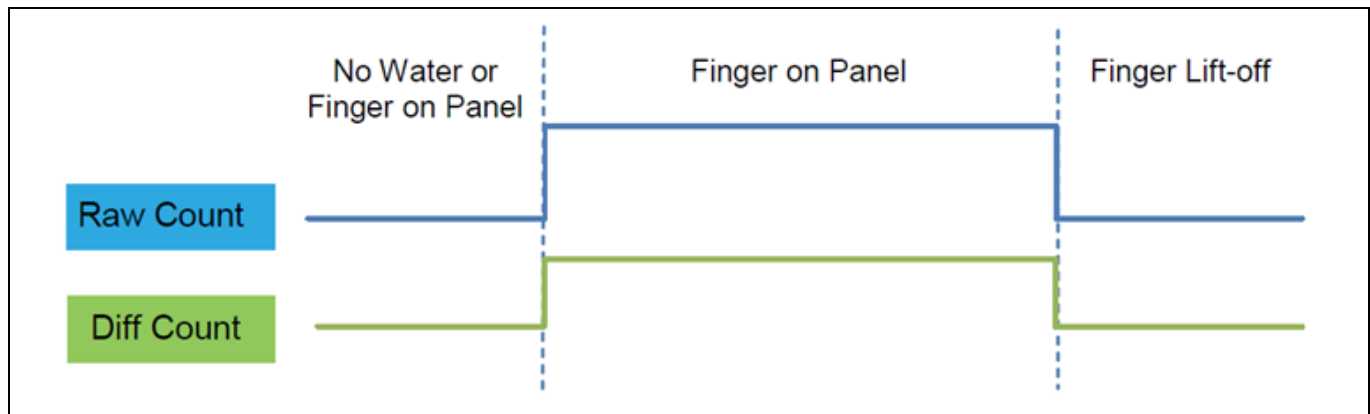 No Water or
Finger on Panel
Finger on Panel
Finger Lift-off
Raw Count
Diff Count